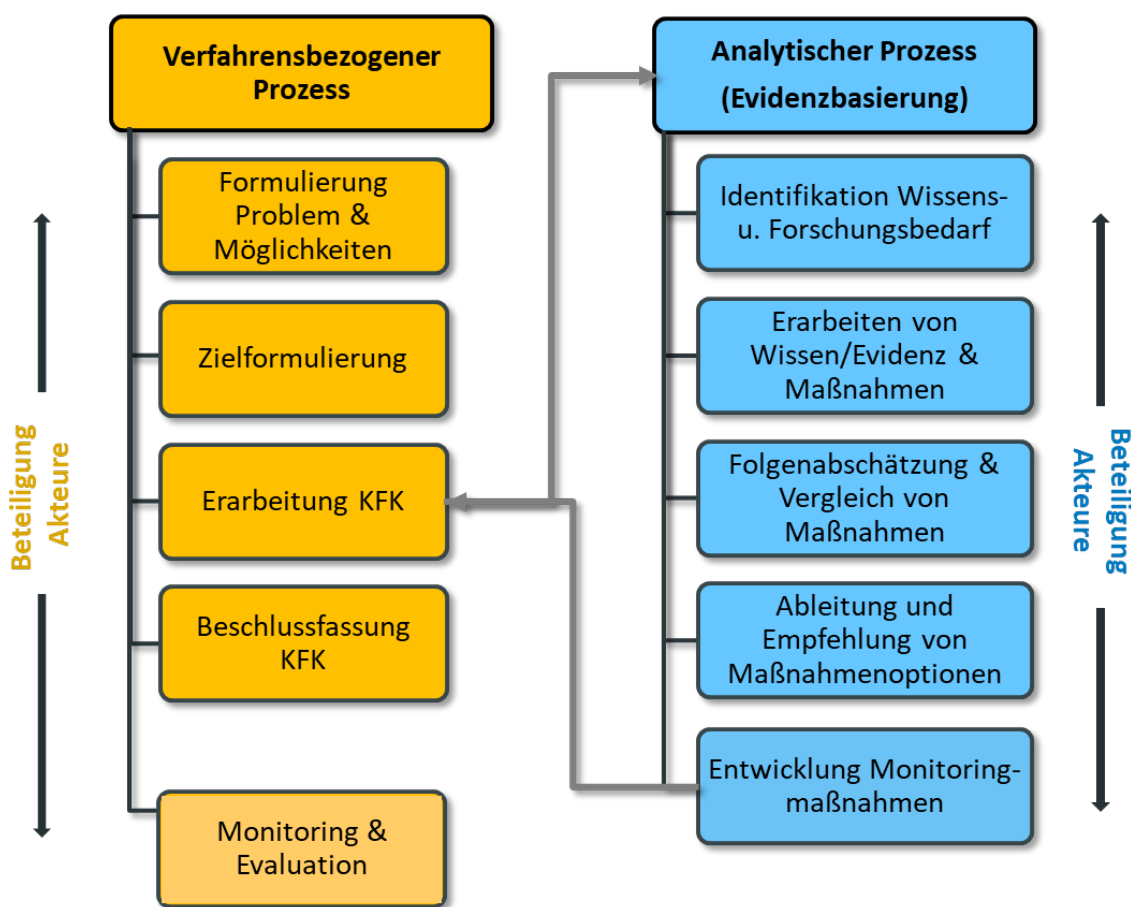 Verfahrensbezogener
Prozess
Formulierung
Problem &
Möglichkeiten
Zielformulierung
Erarbeitung KFK
Beschlussfassung
KFK
Monitoring &
Evaluation
Beteiligung
Akteure
Analytischer Prozess
(Evidenzbasierung)
Identifikation Wissens-
u. Forschungsbedarf
Erarbeiten von
Wissen/Evidenz &
Maßnahmen
Folgenabschätzung &
Vergleich von
Maßnahmen
Ableitung und
Empfehlung von
Maßnahmenoptionen
Entwicklung Monitoring-
maßnahmen
Beteiligung
Akteure